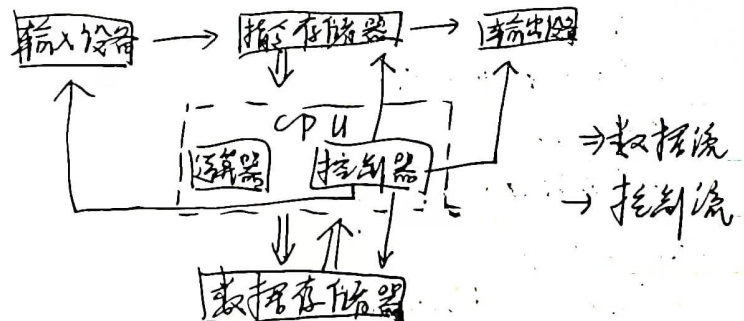 输入设备 指令存储器 输出设备
CPU
运算器 控制器
⇒数据流
→控制流
数据存储器